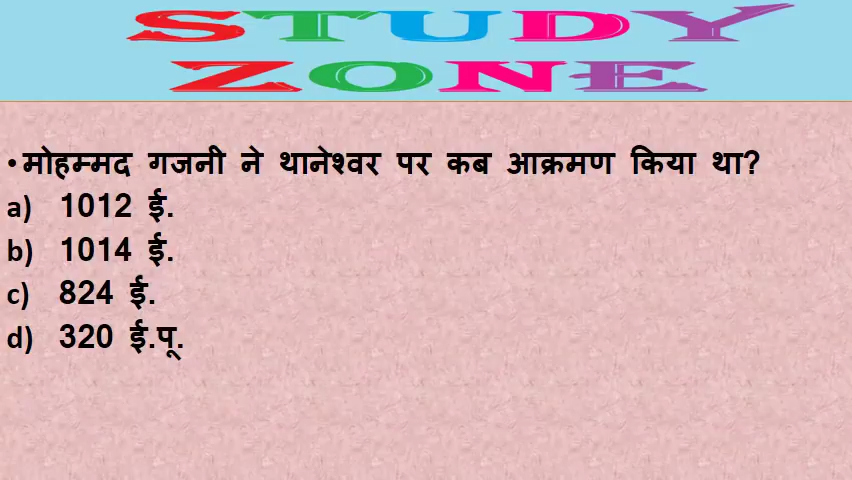 STUDY
ZONE
• मोहम्मद गजनी ने थानेश्वर पर कब आक्रमण किया था?
a) 1012 ई.
b) 1014 ई.
c) 824 ई.
d) 320 ई.पू.